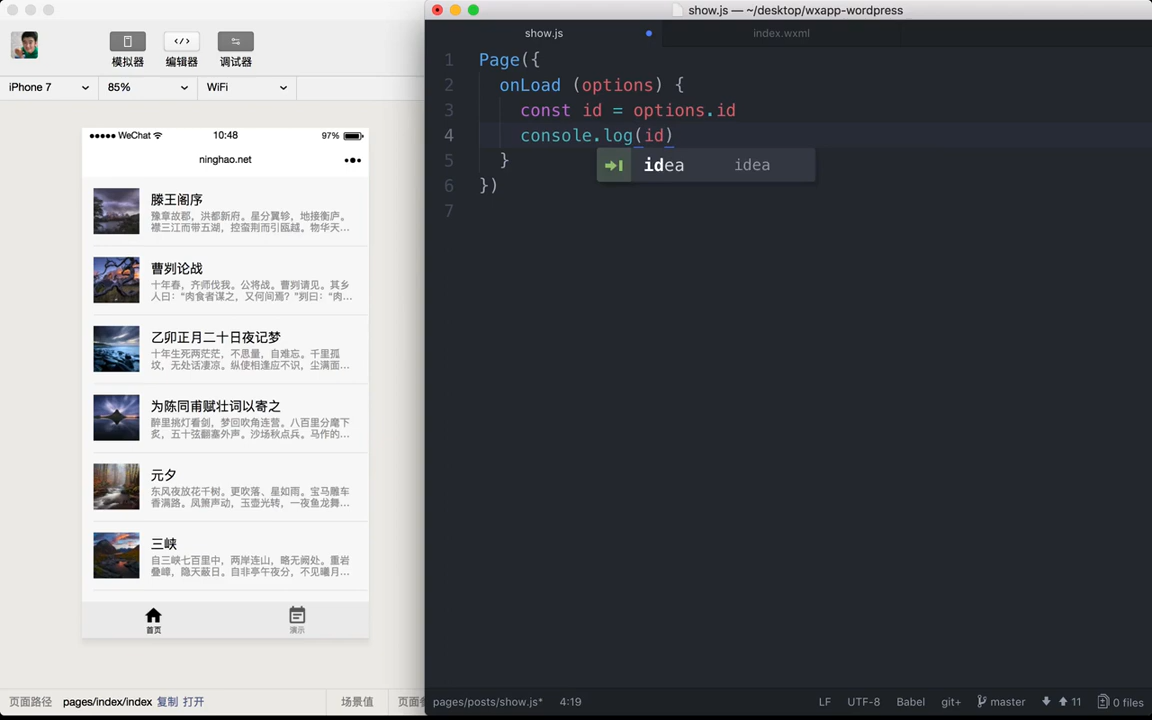 show.js — ~/desktop/wxapp-wordpress
模拟器
编辑器
调试器
iPhone 7
85%
WiFi
WeChat
10:48
97%
ninghao.net
滕王阁序
豫章故郡，洪都新府。星分翼轸，地接衡庐。
襟三江而带五湖，控蛮荆而引瓯越。物华天...
曹刿论战
十年春，齐师伐我。公将战。曹刿请见。其乡
人曰：“肉食者谋之，又何间焉？”刿曰：“肉...
乙卯正月二十日夜记梦
十年生死两茫茫，不思量，自难忘。千里孤
坟，无处话凄凉。纵使相逢应不识，尘满面...
为陈同甫赋壮词以寄之
醉里挑灯看剑，梦回吹角连营。八百里分麾下
炙，五十弦翻塞外声。沙场秋点兵。马作的...
元夕
东风夜放花千树。更吹落、星如雨。宝马雕车
香满路。凤箫声动，玉壶光转，一夜鱼龙舞...
三峡
自三峡七百里中，两岸连山，略无阙处。重岩
叠嶂，隐天蔽日。自非亭午夜分，不见曦月...
首页
演示
页面路径
pages/index/index
复制
打开
场景值
页面参
show.js
index.wxml
1 Page({
2 onLoad (options) {
3 const id = options.id
4 console.log(id)
5 }
6 })
7
idea
idea
pages/posts/show.js*
4:19
LF
UTF-8
Babel
git+
master
11
0 files